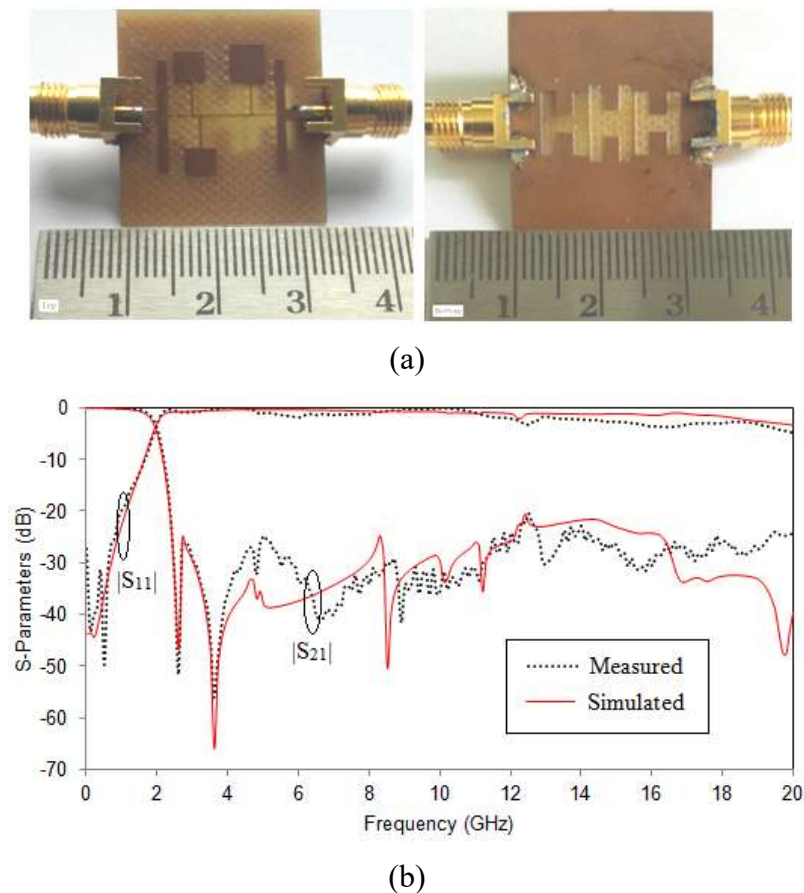 1 2 3 4
1 2 3 4
Bottom
(a)
0
-10
-20
-30
-40
-50
-60
-70
S-Parameters (dB)
|S11|
|S21|
Measured
Simulated
0 2 4 6 8 10 12 14 16 18 20
Frequency (GHz)
(b)